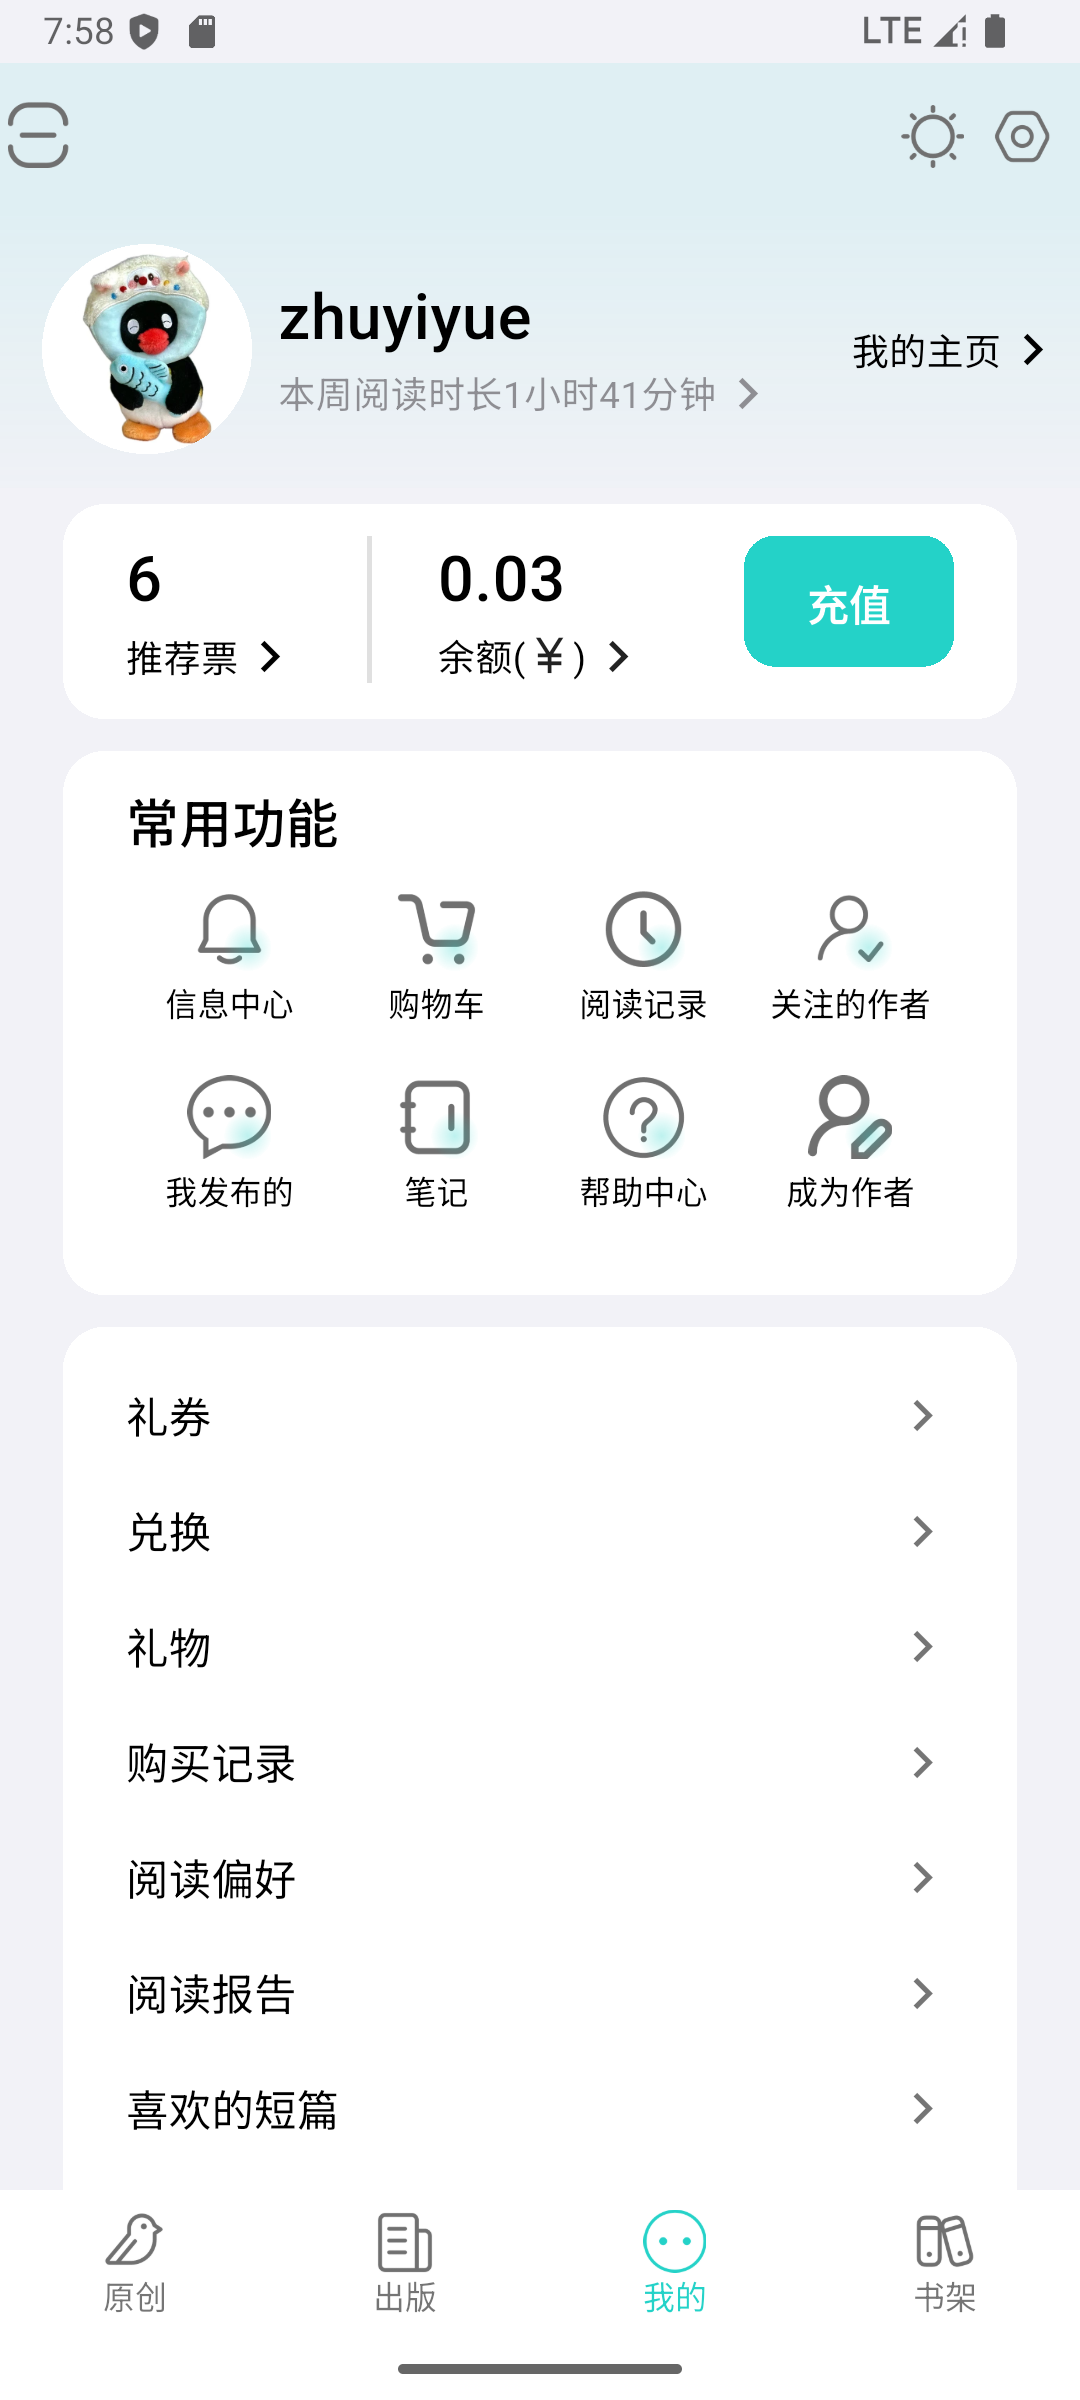 7:58
LTE
zhuyiyue
本周阅读时长1小时41分钟
我的主页
6
推荐票
0.03
余额(¥)
充值
常用功能
信息中心
购物车
阅读记录
关注的作者
我发布的
笔记
帮助中心
成为作者
礼券
兑换
礼物
购买记录
阅读偏好
阅读报告
喜欢的短篇
原创
出版
我的
书架